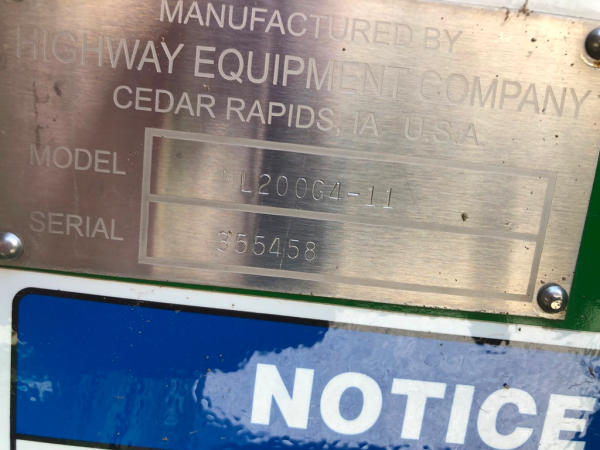 MANUFACTURED BY
HIGHWAY EQUIPMENT COMPANY
CEDAR RAPIDS, IA U.S.A
MODEL
SERIAL 355458
NOTICE